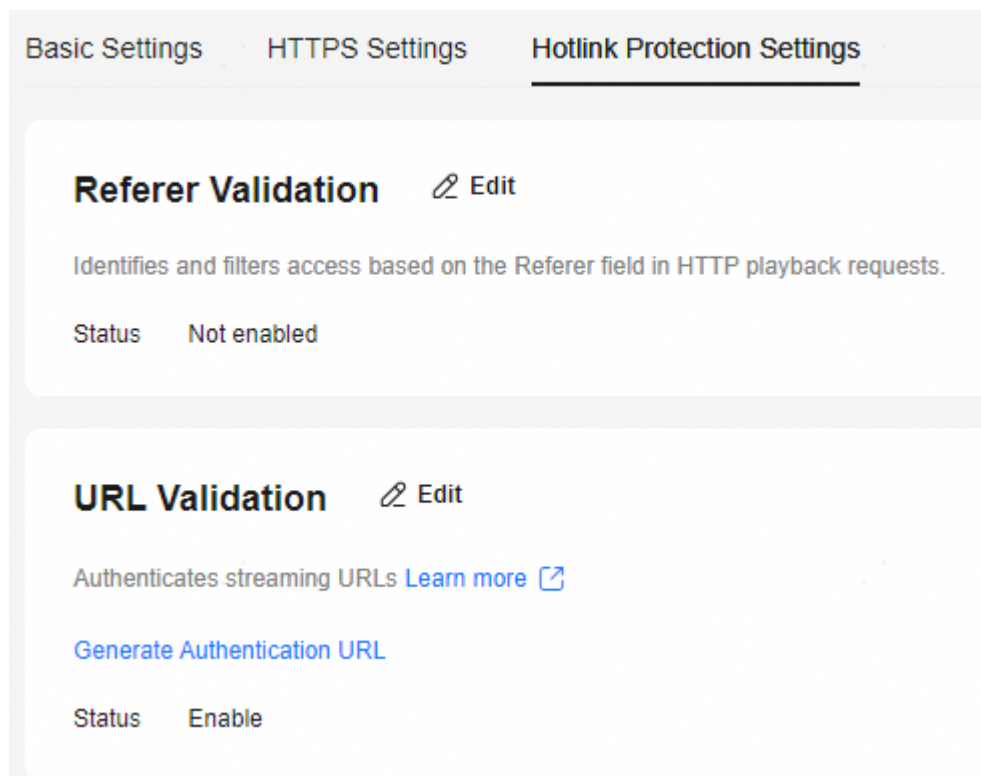 Basic Settings HTTPS Settings Hotlink Protection Settings
Referer Validation Edit
Identifies and filters access based on the Referer field in HTTP playback requests.
Status Not enabled
URL Validation Edit
Authenticates streaming URLs Learn more
Generate Authentication URL
Status Enable